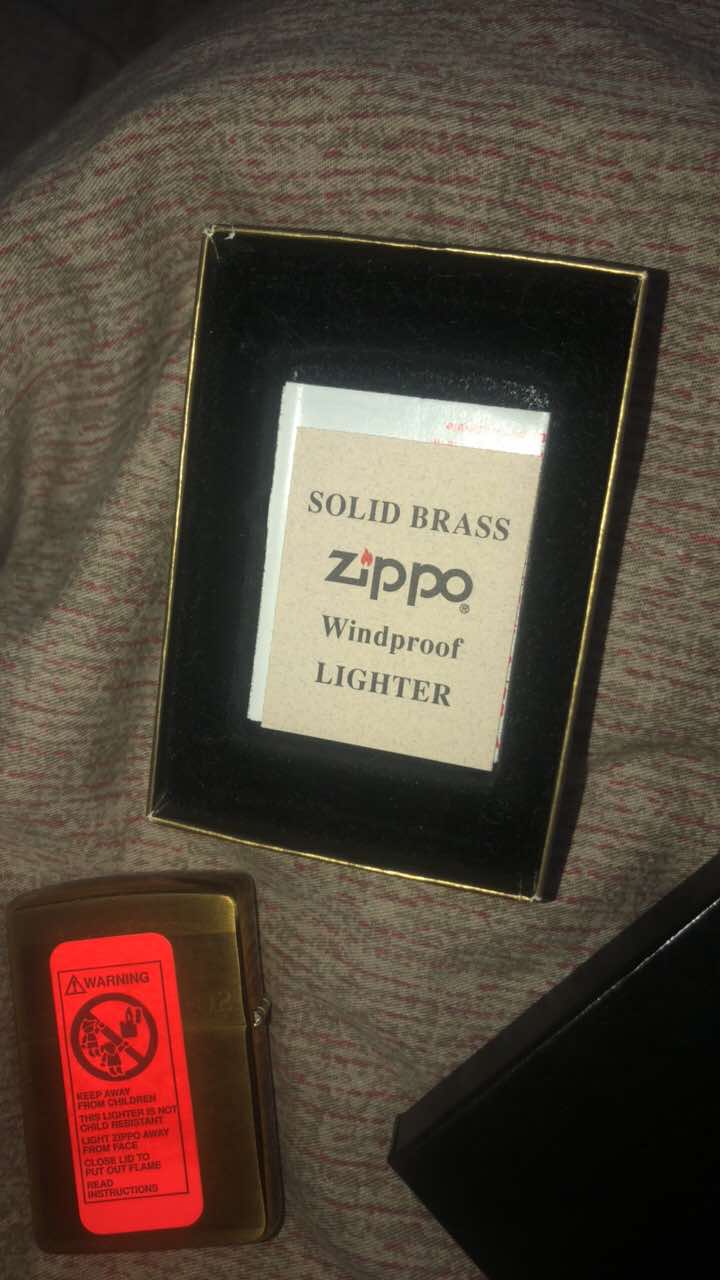 SOLID BRASS
zippo®
Windproof
LIGHTER
WARNING
KEEP AWAY
FROM CHILDREN
THIS LIGHTER IS NOT
CHILD RESISTANT
LIGHT ZIPPO AWAY
FROM FACE
CLOSE LID TO
PUT OUT FLAME
READ
INSTRUCTIONS